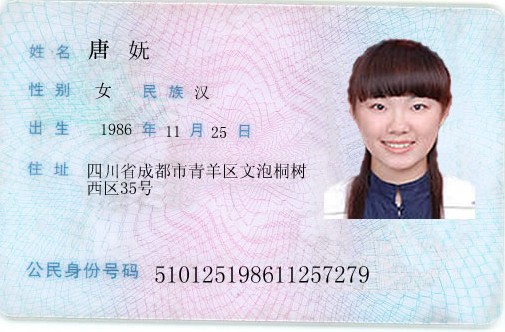 姓名 唐妩
性别 女 民族 汉
出生 1986 年 11 月 25 日
住址 四川省成都市青羊区文泡桐树
西区35号
公民身份号码 510125198611257279